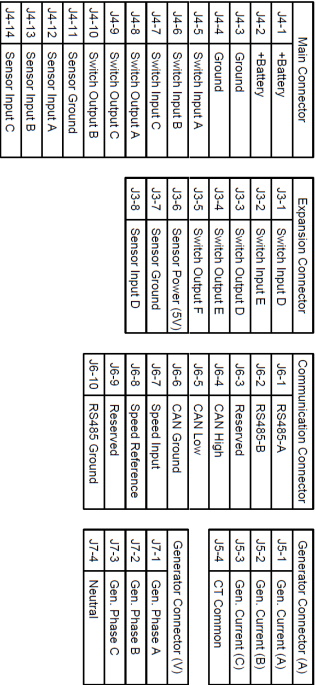 Main Connector
J4-1 +Battery
J4-2 +Battery
J4-3 Ground
J4-4 Ground
J4-5 Switch Input A
J4-6 Switch Input B
J4-7 Switch Input C
J4-8 Switch Output A
J4-9 Switch Output C
J4-10 Switch Output B
J4-11 Sensor Ground
J4-12 Sensor Input A
J4-13 Sensor Input B
J4-14 Sensor Input C
Expansion Connector
J3-1 Switch Input D
J3-2 Switch Input E
J3-3 Switch Output D
J3-4 Switch Output E
J3-5 Switch Output F
J3-6 Sensor Power (5V)
J3-7 Sensor Ground
J3-8 Sensor Input D
Communication Connector
J6-1 RS485-A
J6-2 RS485-B
J6-3 Reserved
J6-4 CAN High
J6-5 CAN Low
J6-6 CAN Ground
J6-7 Speed Input
J6-8 Speed Reference
J6-9 Reserved
J6-10 RS485 Ground
Generator Connector (A)
J5-1 Gen. Current (A)
J5-2 Gen. Current (B)
J5-3 Gen. Current (C)
J5-4 CT Common
Generator Connector (V)
J7-1 Gen. Phase A
J7-2 Gen. Phase B
J7-3 Gen. Phase C
J7-4 Neutral